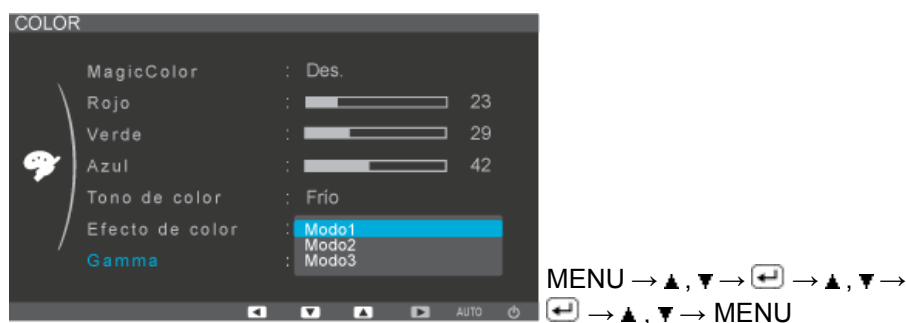 COLOR
MagicColor : Des.
Rojo : 23
Verde : 29
Azul : 42
Tono de color : Frío
Efecto de color :
Modo1
Modo2
Gamma : Modo3
AUTO
MENU → ▲ , ▼ → → ▲ , ▼ →
→ ▲ , ▼ → MENU